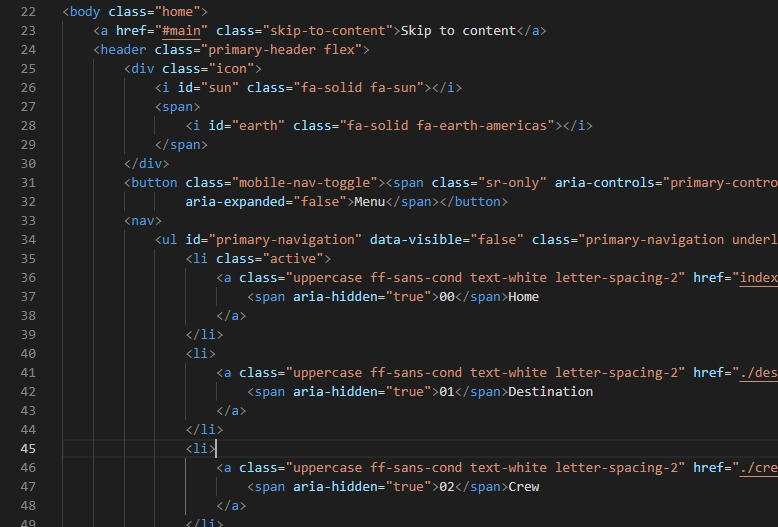 22 <body class="home">
23 <a href="#main" class="skip-to-content">Skip to content</a>
24 <header class="primary-header flex">
25 <div class="icon">
26 <i id="sun" class="fa-solid fa-sun"></i>
27 <span>
28 <i id="earth" class="fa-solid fa-earth-americas"></i>
29 </span>
30 </div>
31 <button class="mobile-nav-toggle"><span class="sr-only" aria-controls="primary-contro
32 aria-expanded="false">Menu</span></button>
33 <nav>
34 <ul id="primary-navigation" data-visible="false" class="primary-navigation underl
35 <li class="active">
36 <a class="uppercase ff-sans-cond text-white letter-spacing-2" href="index
37 <span aria-hidden="true">00</span>Home
38 </a>
39 </li>
40 <li>
41 <a class="uppercase ff-sans-cond text-white letter-spacing-2" href="./des
42 <span aria-hidden="true">01</span>Destination
43 </a>
44 </li>
45 <li>
46 <a class="uppercase ff-sans-cond text-white letter-spacing-2" href="./cre
47 <span aria-hidden="true">02</span>Crew
48 </a>
49 </li>